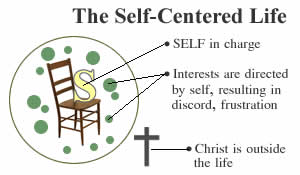 The Self-Centered Life
SELF in charge
S
Interests are directed
by self, resulting in
discord, frustration
Christ is outside
the life